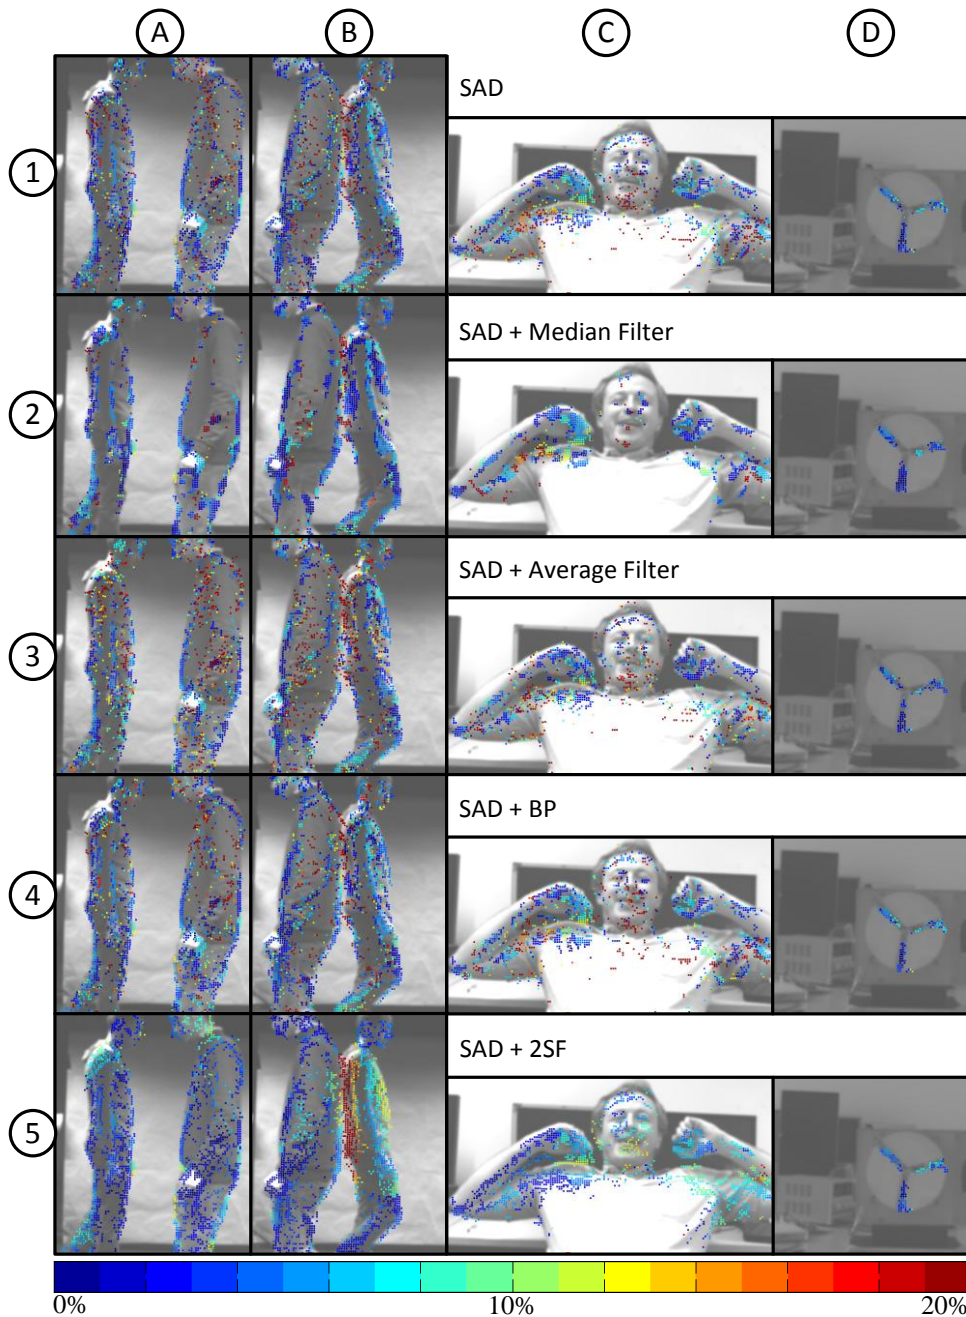 A B C D
1
SAD
2
SAD + Median Filter
3
SAD + Average Filter
4
SAD + BP
5
SAD + 2SF
0% 10% 20%